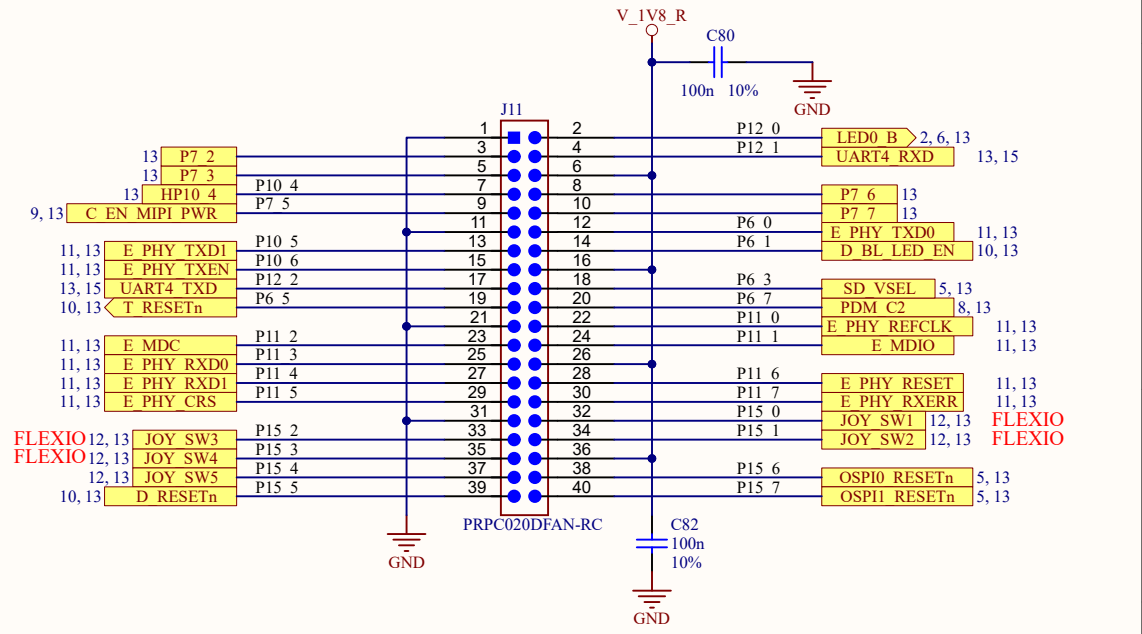 V_1V8_R
C80
100n 10%
GND
J11
1 2 P12_0 LED0_B 2, 6, 13
13 P7_2 3 4 P12_1 UART4_RXD 13, 15
13 P7_3 5 6
13 HP10_4 P10_4 7 8 P7_6 13
9, 13 C_EN_MIPI_PWR P7_5 9 10 P7_7 13
11 12 P6_0 E_PHY_TXD0 11, 13
11, 13 E_PHY_TXD1 P10_5 13 14 P6_1 D_BL_LED_EN 10, 13
11, 13 E_PHY_TXEN P10_6 15 16
13, 15 UART4_TXD P12_2 17 18 P6_3 SD_VSEL 5, 13
10, 13 T_RESETn P6_5 19 20 P6_7 PDM_C2 8, 13
21 22 P11_0 E_PHY_REFCLK 11, 13
11, 13 E_MDC P11_2 23 24 P11_1 E_MDIO 11, 13
11, 13 E_PHY_RXD0 P11_3 25 26
11, 13 E_PHY_RXD1 P11_4 27 28 P11_6 E_PHY_RESET 11, 13
11, 13 E_PHY_CRS P11_5 29 30 P11_7 E_PHY_RXERR 11, 13
31 32 P15_0 JOY_SW1 12, 13 FLEXIO
FLEXIO 12, 13 JOY_SW3 P15_2 33 34 P15_1 JOY_SW2 12, 13 FLEXIO
FLEXIO 12, 13 JOY_SW4 P15_3 35 36
12, 13 JOY_SW5 P15_4 37 38 P15_6 OSPI0_RESETn 5, 13
10, 13 D_RESETn P15_5 39 40 P15_7 OSPI1_RESETn 5, 13
PRPC020DFAN-RC
GND
C82
100n
10%
GND